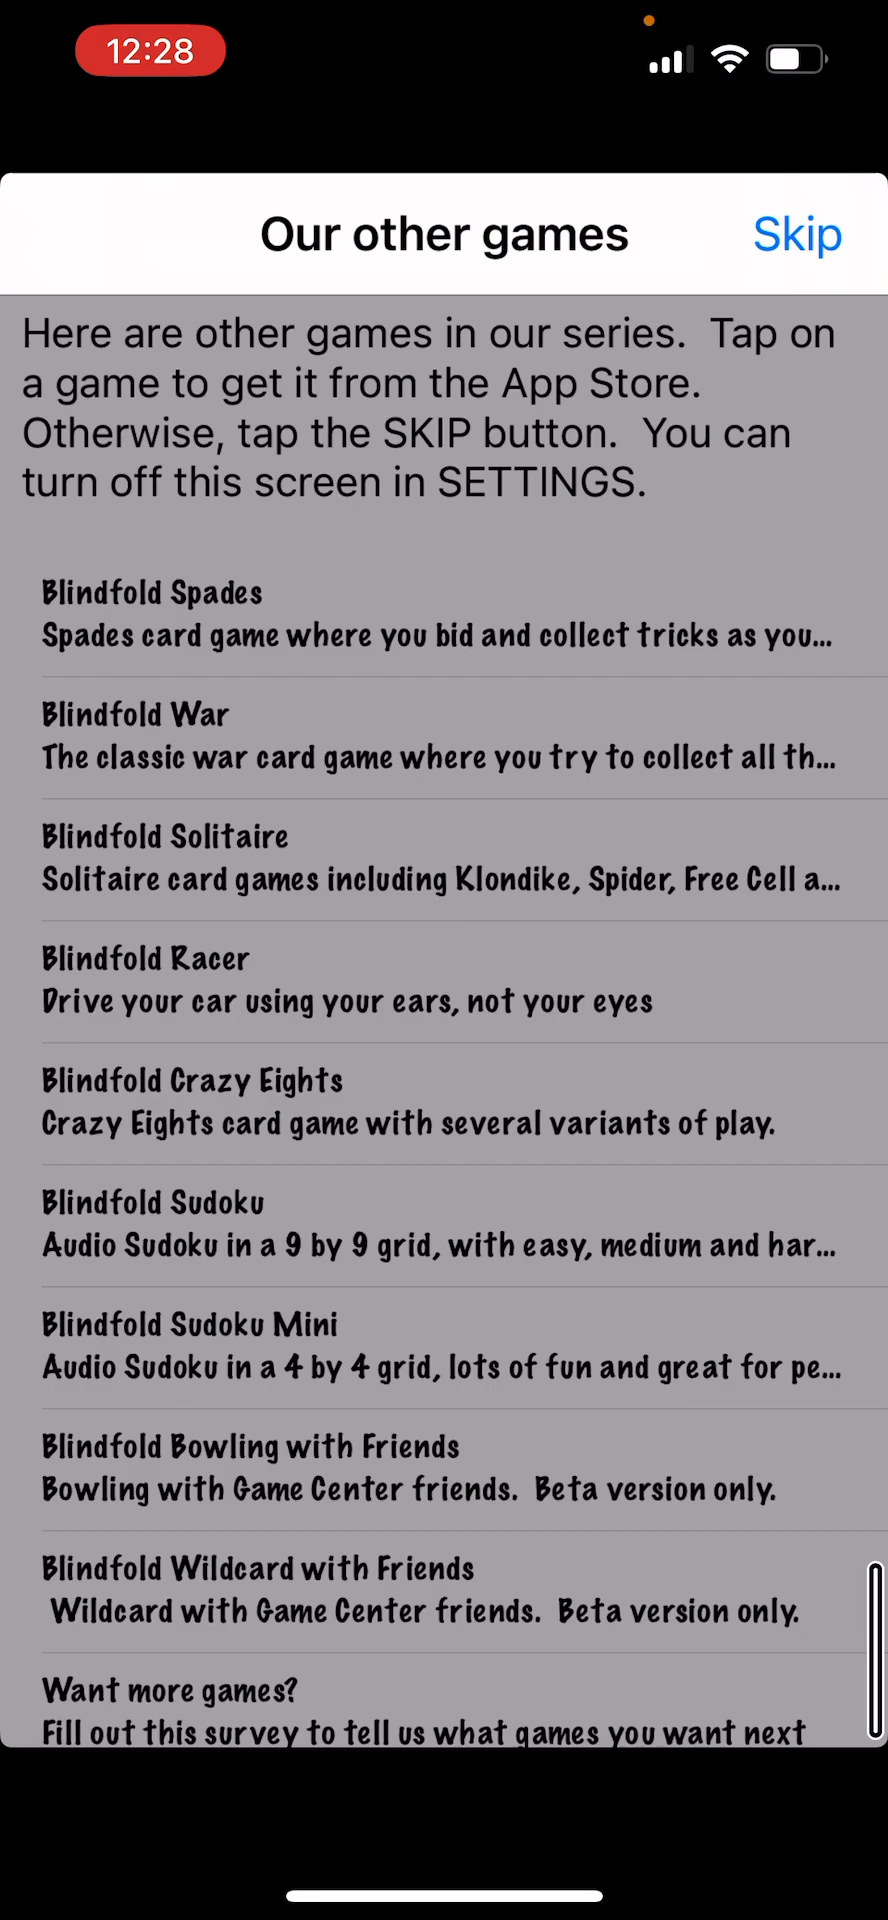 12:28
Our other games
Skip
Here are other games in our series.  Tap on
a game to get it from the App Store.
Otherwise, tap the SKIP button.  You can
turn off this screen in SETTINGS.
Blindfold Spades
Spades card game where you bid and collect tricks as you...
Blindfold War
The classic war card game where you try to collect all th...
Blindfold Solitaire
Solitaire card games including Klondike, Spider, Free Cell a...
Blindfold Racer
Drive your car using your ears, not your eyes
Blindfold Crazy Eights
Crazy Eights card game with several variants of play.
Blindfold Sudoku
Audio Sudoku in a 9 by 9 grid, with easy, medium and har...
Blindfold Sudoku Mini
Audio Sudoku in a 4 by 4 grid, lots of fun and great for pe...
Blindfold Bowling with Friends
Bowling with Game Center friends.  Beta version only.
Blindfold Wildcard with Friends
Wildcard with Game Center friends.  Beta version only.
Want more games?
Fill out this survey to tell us what games you want next